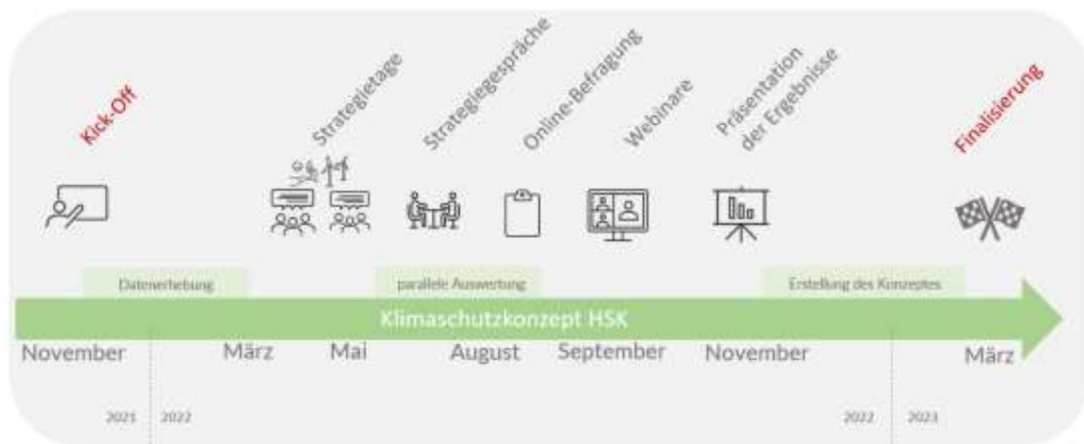 Kick-Off
Strategietage
Strategiegespräche
Online-Befragung
Webinare
Präsentation
der Ergebnisse
Finalisierung
Datenerhebung
parallele Auswertung
Erstellung des Konzeptes
Klimaschutzkonzept HSK
November
März
Mai
August
September
November
März
2021
2022
2022
2023